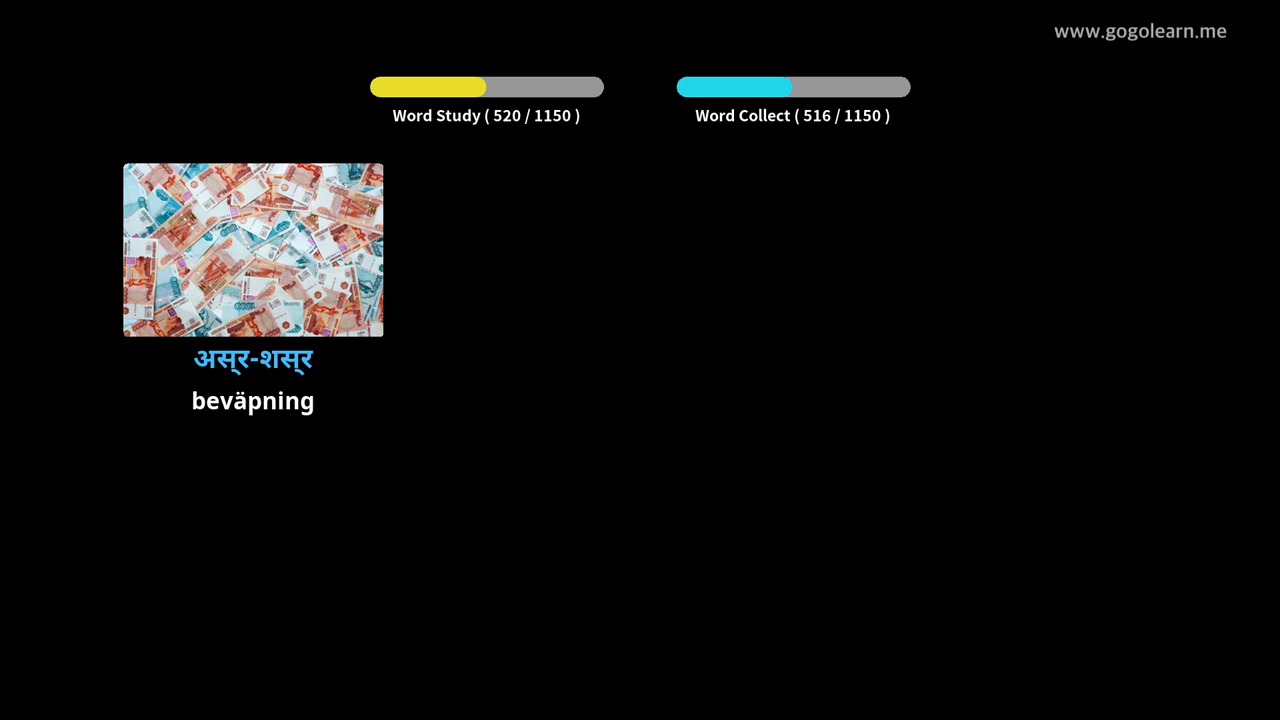 www.gogolearn.me
Word Study ( 520 / 1150 )
Word Collect ( 516 / 1150 )
अस्र-शस्र
beväpning